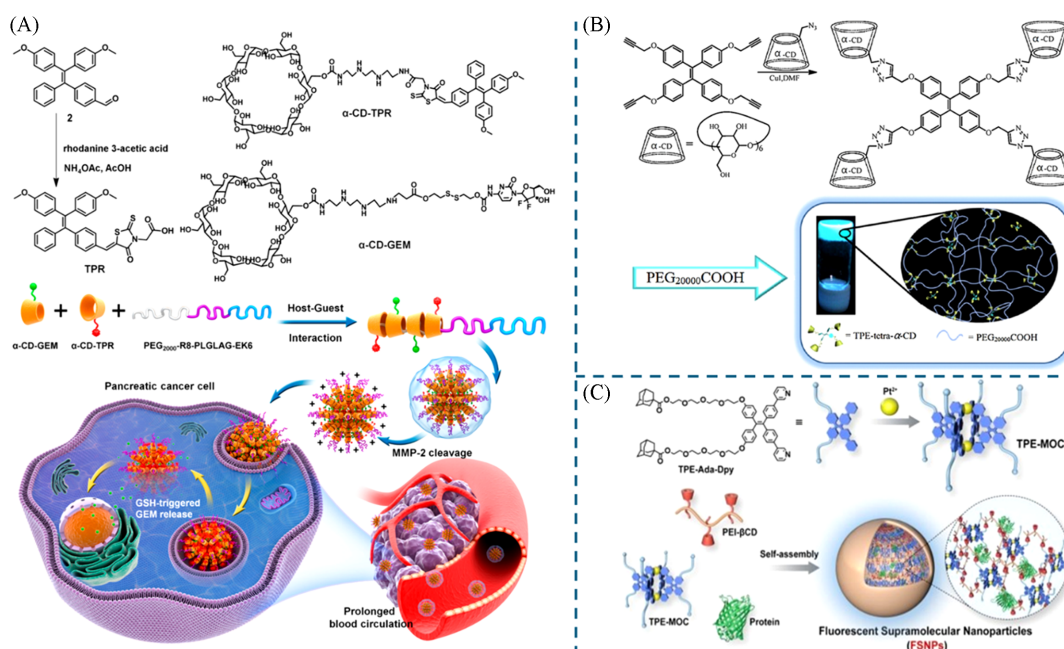 (A)
2
rhodanine 3-acetic acid
NH₄OAc, AcOH
TPR
α-CD-TPR
α-CD-GEM
α-CD-GEM
+
α-CD-TPR
+
PEG₂₀₀₀-R8-PLGLAG-EK6
Host-Guest
Interaction
Pancreatic cancer cell
MMP-2 cleavage
GSH-triggered
GEM release
Prolonged
blood circulation
(B)
N₃
α-CD
CuI,DMF
α-CD
=
6
α-CD
α-CD
α-CD
α-CD
PEG₂₀₀₀₀COOH
= TPE-tetra-α-CD
= PEG₂₀₀₀₀COOH
(C)
TPE-Ada-Dpy
≡
Pt²⁺
TPE-MOC
PEI-βCD
TPE-MOC
Protein
Self-assembly
Fluorescent Supramolecular Nanoparticles
(FSNPs)